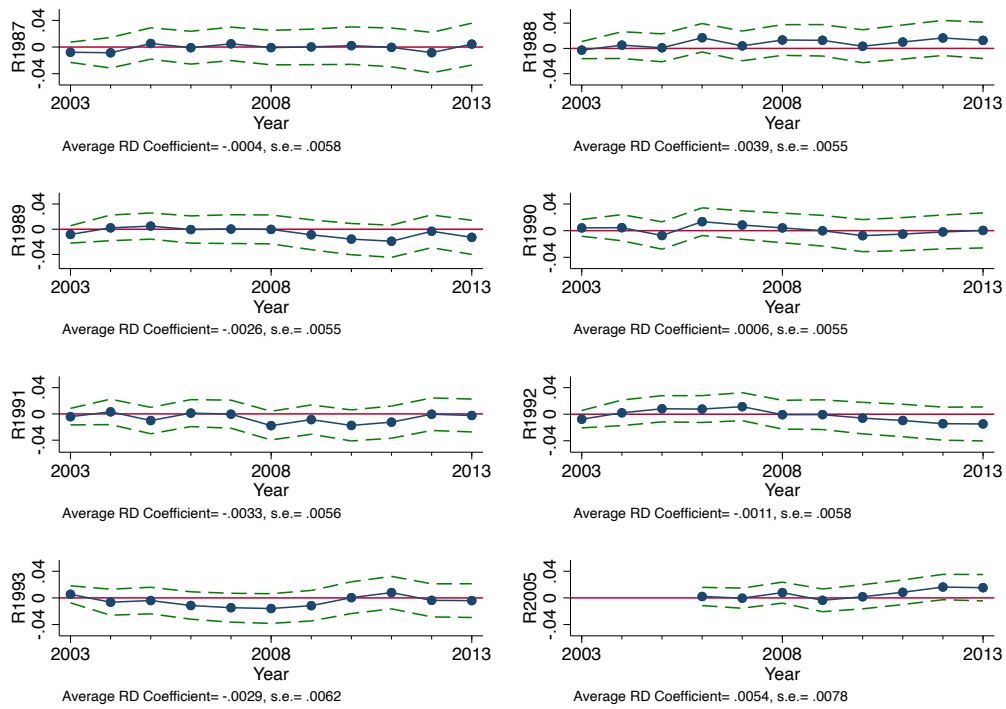 R1987
.04
0
-.04
2003 2008 2013
Year
Average RD Coefficient= -.0004, s.e.= .0058
R1988
.04
0
-.04
2003 2008 2013
Year
Average RD Coefficient= .0039, s.e.= .0055
R1989
.04
0
-.04
2003 2008 2013
Year
Average RD Coefficient= -.0026, s.e.= .0055
R1990
.04
0
-.04
2003 2008 2013
Year
Average RD Coefficient= .0006, s.e.= .0055
R1991
.04
0
-.04
2003 2008 2013
Year
Average RD Coefficient= -.0033, s.e.= .0056
R1992
.04
0
-.04
2003 2008 2013
Year
Average RD Coefficient= -.0011, s.e.= .0058
R1993
.04
0
-.04
2003 2008 2013
Year
Average RD Coefficient= -.0029, s.e.= .0062
R2005
.04
0
-.04
2003 2008 2013
Year
Average RD Coefficient= .0054, s.e.= .0078